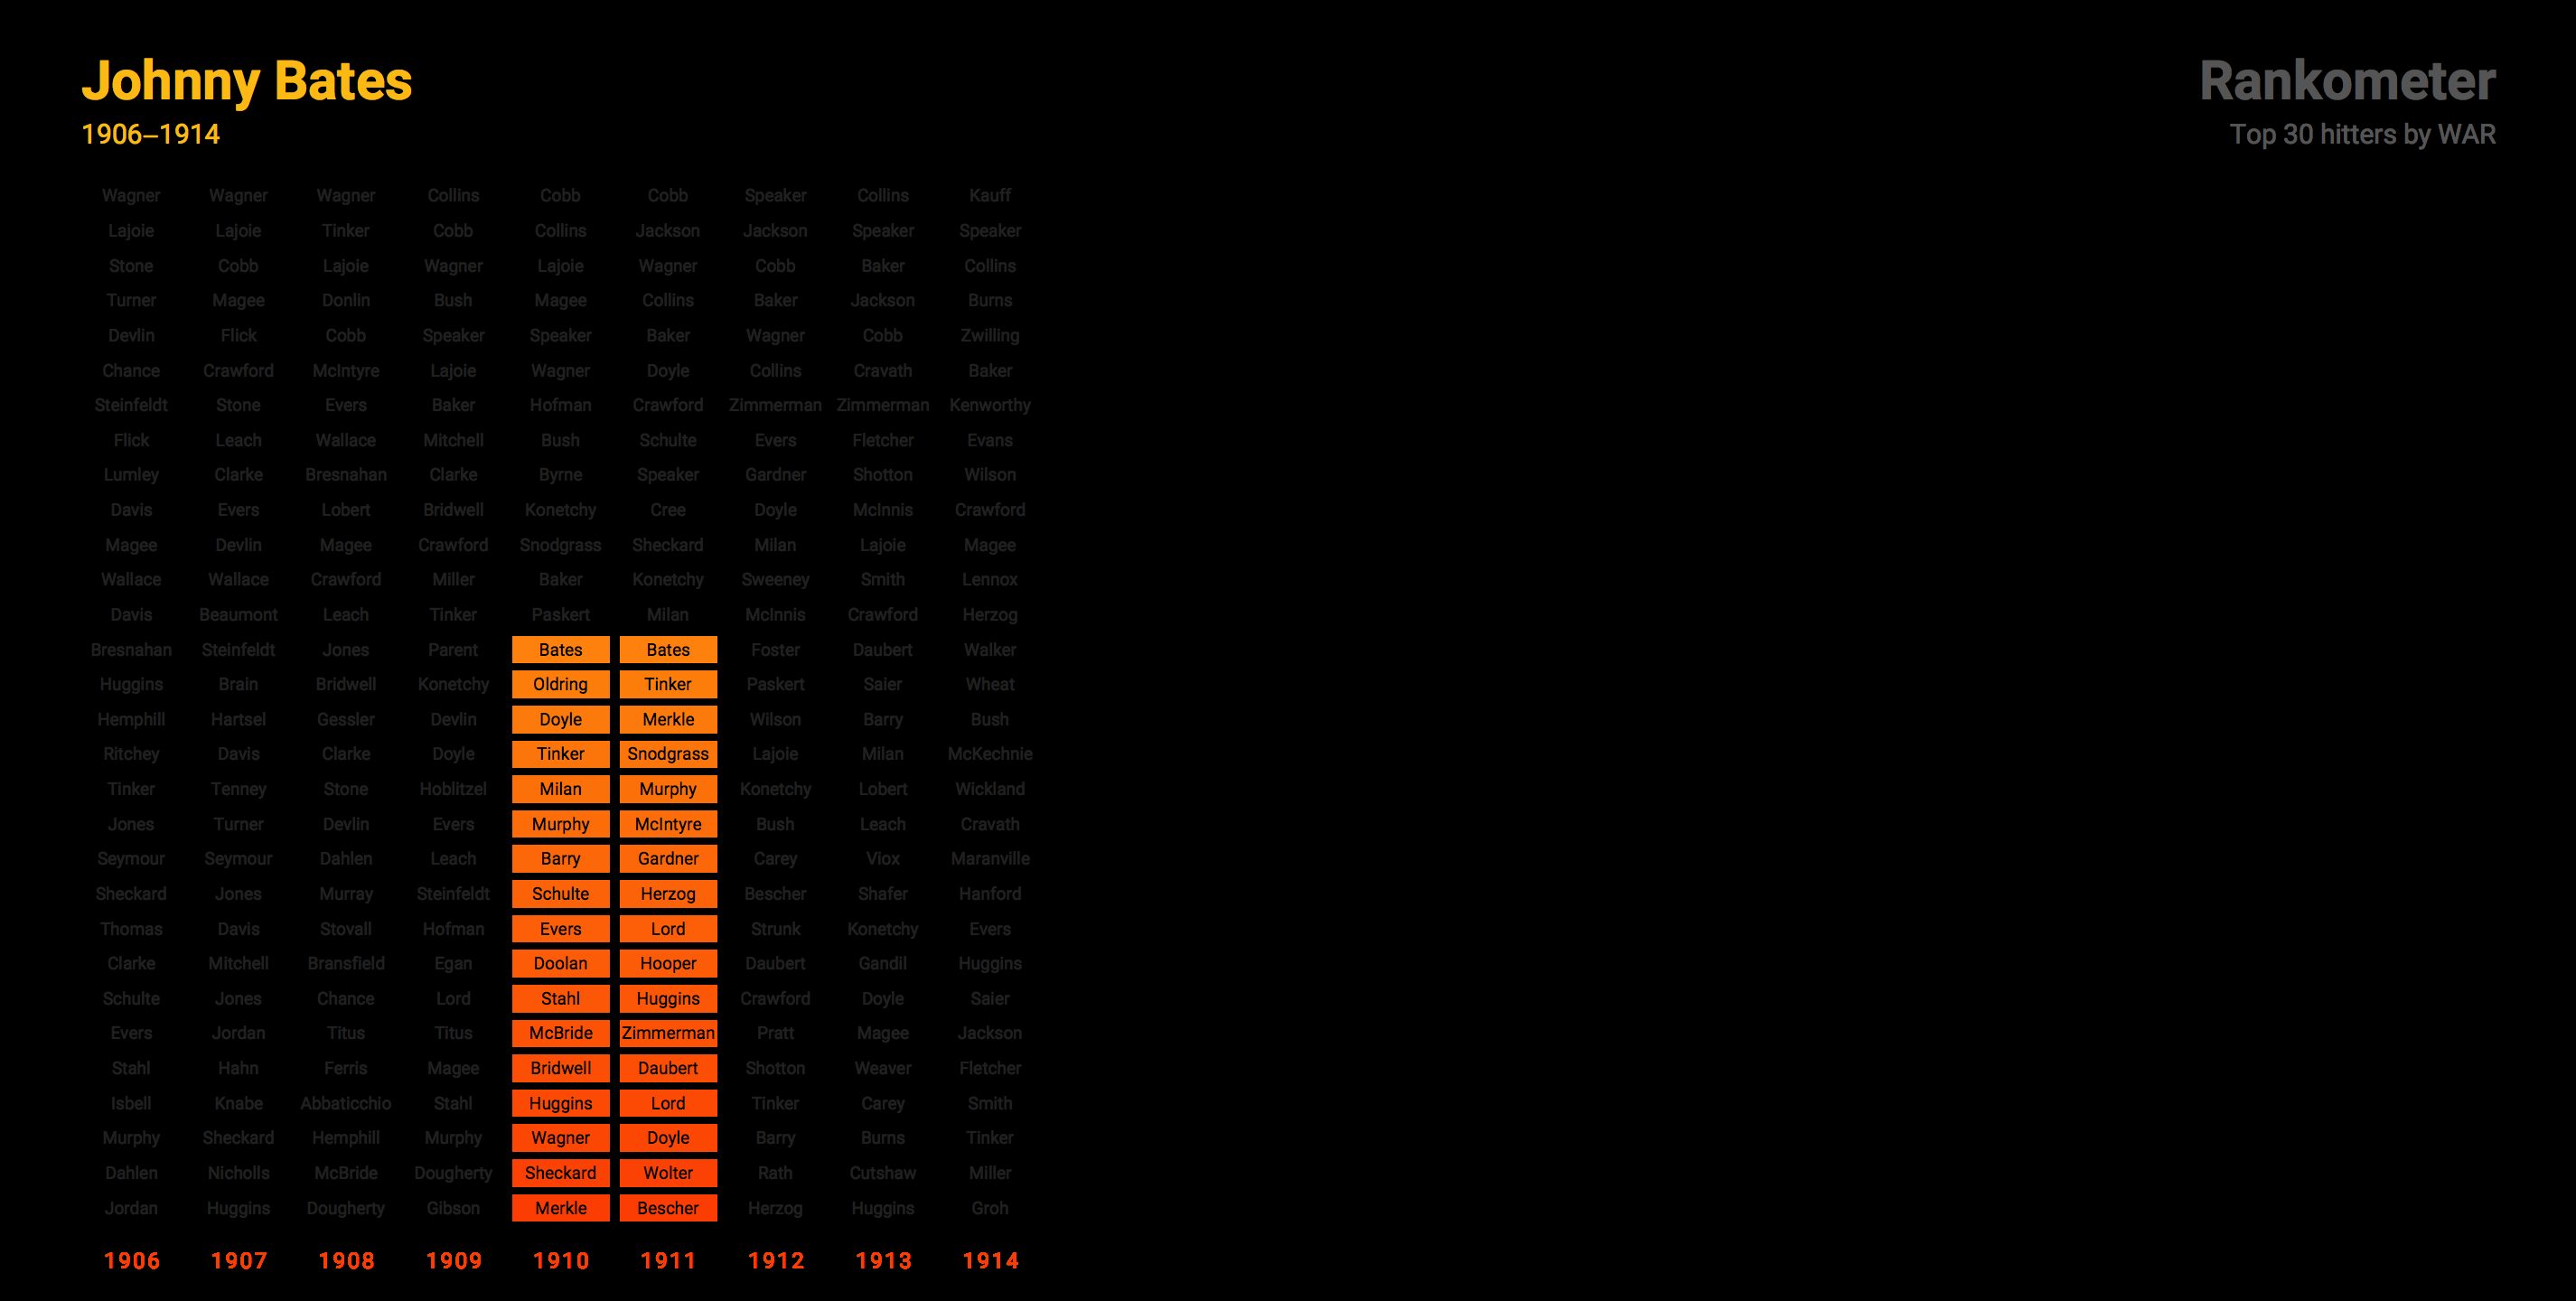 Johnny Bates
1906–1914
Rankometer
Top 30 hitters by WAR
Wagner Wagner Wagner Collins Cobb Cobb Speaker Collins Kauff
Lajoie Lajoie Tinker Cobb Collins Jackson Jackson Speaker Speaker
Stone Cobb Lajoie Wagner Lajoie Wagner Cobb Baker Collins
Turner Magee Donlin Bush Magee Collins Baker Jackson Burns
Devlin Flick Cobb Speaker Speaker Baker Wagner Cobb Zwilling
Chance Crawford McIntyre Lajoie Wagner Doyle Collins Cravath Baker
Steinfeldt Stone Evers Baker Hofman Crawford Zimmerman Zimmerman Kenworthy
Flick Leach Wallace Mitchell Bush Schulte Evers Fletcher Evans
Lumley Clarke Bresnahan Clarke Byrne Speaker Gardner Shotton Wilson
Davis Evers Lobert Bridwell Konetchy Cree Doyle McInnis Crawford
Magee Devlin Magee Crawford Snodgrass Sheckard Milan Lajoie Magee
Wallace Wallace Crawford Miller Baker Konetchy Sweeney Smith Lennox
Davis Beaumont Leach Tinker Paskert Milan McInnis Crawford Herzog
Bresnahan Steinfeldt Jones Parent Bates Bates Foster Daubert Walker
Huggins Brain Bridwell Konetchy Oldring Tinker Paskert Saier Wheat
Hemphill Hartsel Gessler Devlin Doyle Merkle Wilson Barry Bush
Ritchey Davis Clarke Doyle Tinker Snodgrass Lajoie Milan McKechnie
Tinker Tenney Stone Hoblitzel Milan Murphy Konetchy Lobert Wickland
Jones Turner Devlin Evers Murphy McIntyre Bush Leach Cravath
Seymour Seymour Dahlen Leach Barry Gardner Carey Viox Maranville
Sheckard Jones Murray Steinfeldt Schulte Herzog Bescher Shafer Hanford
Thomas Davis Stovall Hofman Evers Lord Strunk Konetchy Evers
Clarke Mitchell Bransfield Egan Doolan Hooper Daubert Gandil Huggins
Schulte Jones Chance Lord Stahl Huggins Crawford Doyle Saier
Evers Jordan Titus Titus McBride Zimmerman Pratt Magee Jackson
Stahl Hahn Ferris Magee Bridwell Daubert Shotton Weaver Fletcher
Isbell Knabe Abbaticchio Stahl Huggins Lord Tinker Carey Smith
Murphy Sheckard Hemphill Murphy Wagner Doyle Barry Burns Tinker
Dahlen Nicholls McBride Dougherty Sheckard Wolter Rath Cutshaw Miller
Jordan Huggins Dougherty Gibson Merkle Bescher Herzog Huggins Groh
1906 1907 1908 1909 1910 1911 1912 1913 1914